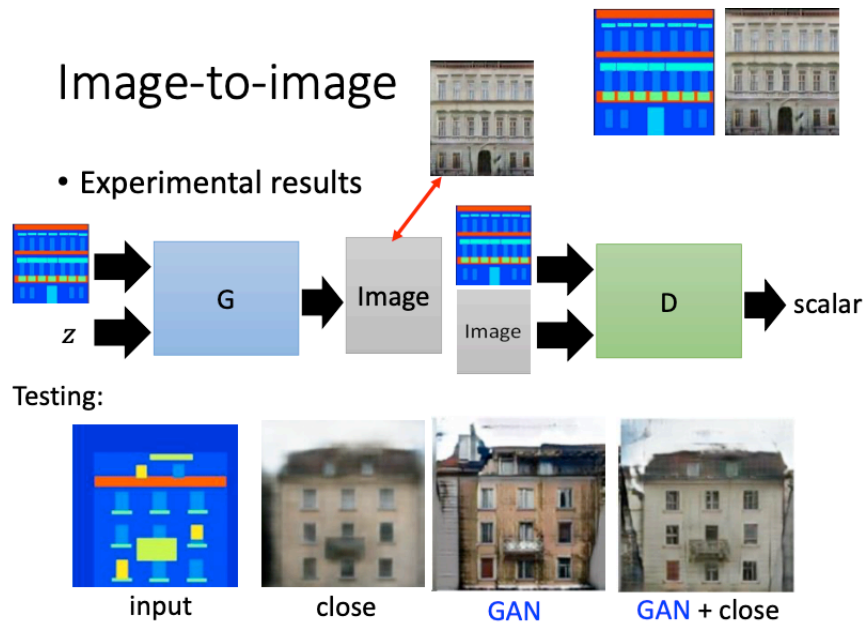 Image-to-image
• Experimental results
G
Image
z
Image
D
scalar
Testing:
input
close
GAN
GAN + close